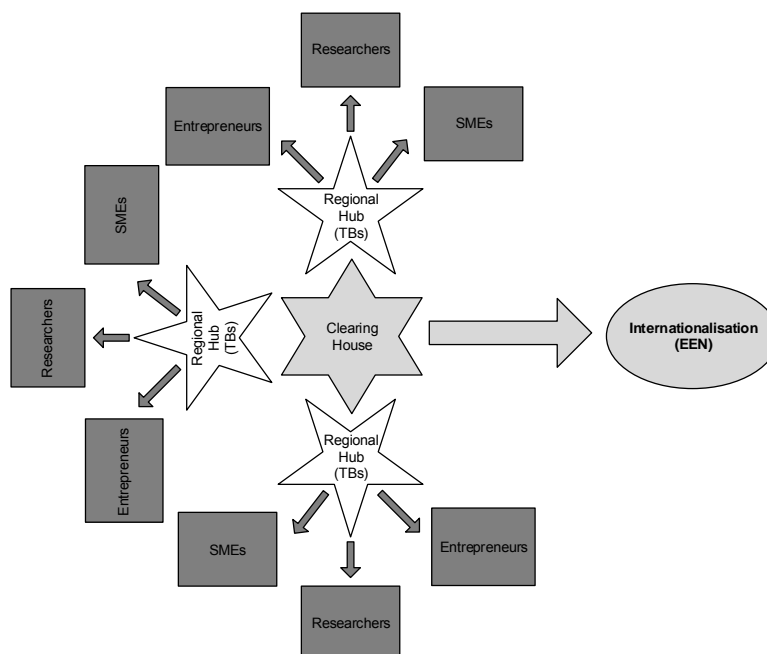 Researchers
Entrepreneurs
SMEs
Regional
Hub
(TBs)
SMEs
Researchers
Entrepreneurs
Regional
Hub
(TBs)
Clearing
House
Internationalisation
(EEN)
Regional
Hub
(TBs)
SMEs
Entrepreneurs
Researchers